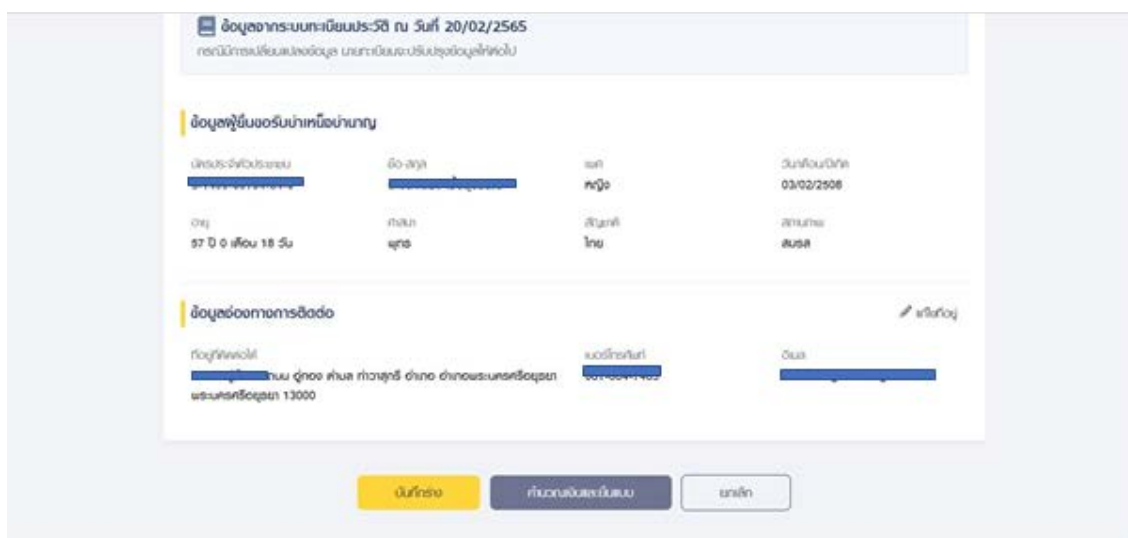 ข้อมูลจากระบบทะเบียนประวัติ ณ วันที่ 20/02/2565
กรณีมีการเปลี่ยนแปลงข้อมูล นายทะเบียนจะปรับปรุงข้อมูลให้ต่อไป
ข้อมูลผู้ยื่นขอรับบำเหน็จบำนาญ
บัตรประจำตัวประชาชน ชื่อ-สกุล เพศ วัน/เดือน/ปีเกิด
หญิง 03/02/2508
อายุ ศาสนา สัญชาติ สถานภาพ
57 ปี 0 เดือน 18 วัน พุทธ ไทย สมรส
ข้อมูลช่องทางการติดต่อ แก้ไขที่อยู่
ที่อยู่ที่ติดต่อได้ เบอร์โทรศัพท์ อีเมล
อู่ทอง ตำบล ท่าวาสุกรี อำเภอ อำเภอพระนครศรีอยุธยา
พระนครศรีอยุธยา 13000
บันทึกร่าง คำนวณเงินและยื่นแบบ ยกเลิก